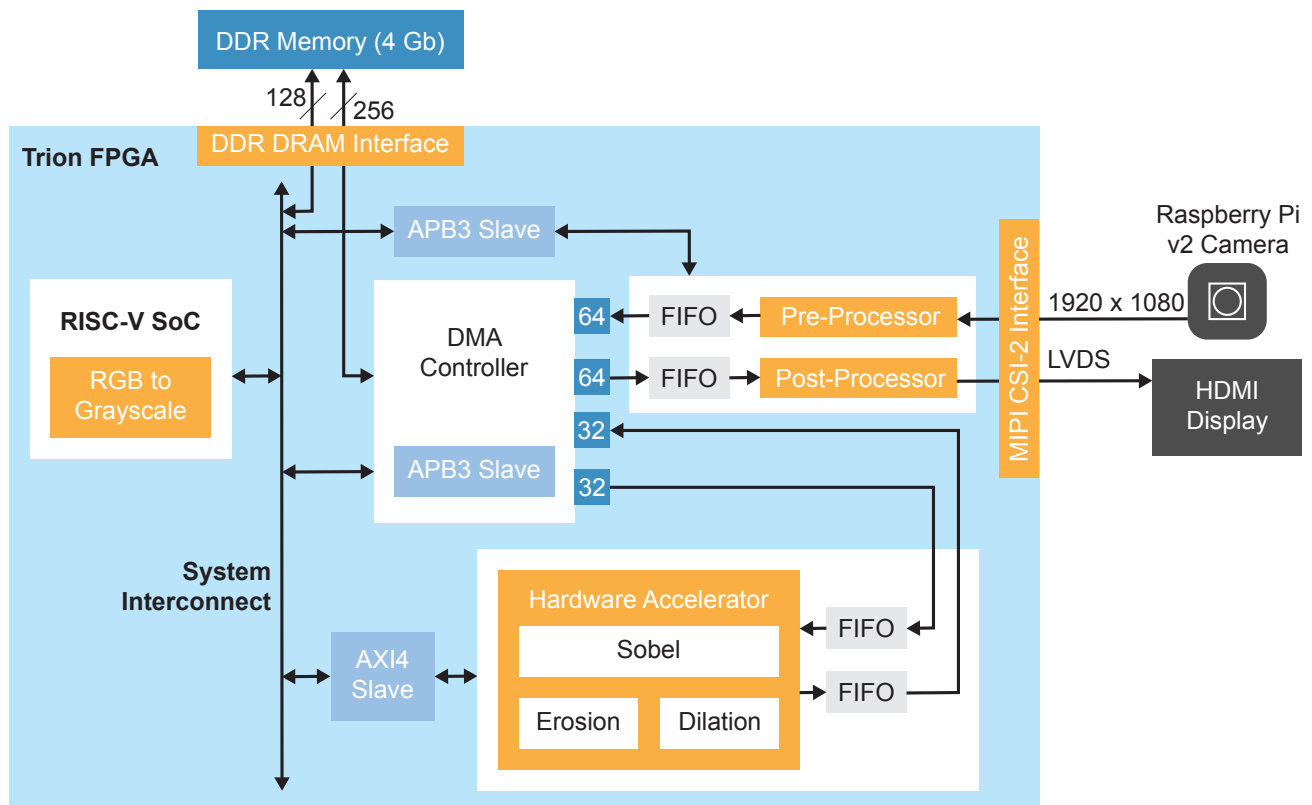 DDR Memory (4 Gb)
128
256
DDR DRAM Interface
Trion FPGA
APB3 Slave
Raspberry Pi
v2 Camera
RISC-V SoC
RGB to
Grayscale
DMA
Controller
64
FIFO
Pre-Processor
1920 x 1080
64
FIFO
Post-Processor
LVDS
MIPI CSI-2 Interface
HDMI
Display
32
APB3 Slave
32
System
Interconnect
Hardware Accelerator
Sobel
Erosion
Dilation
FIFO
FIFO
AXI4
Slave